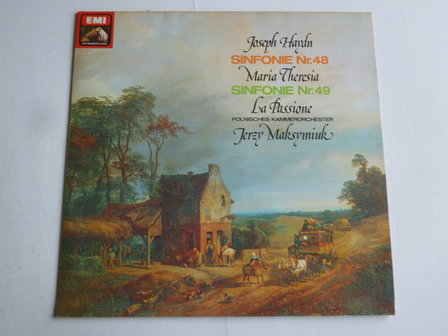 EMI
Joseph Haydn
SINFONIE Nr.48
Maria Theresia
SINFONIE Nr.49
La Passione
POLNISCHES KAMMERORCHESTER
Jerzy Maksymiuk